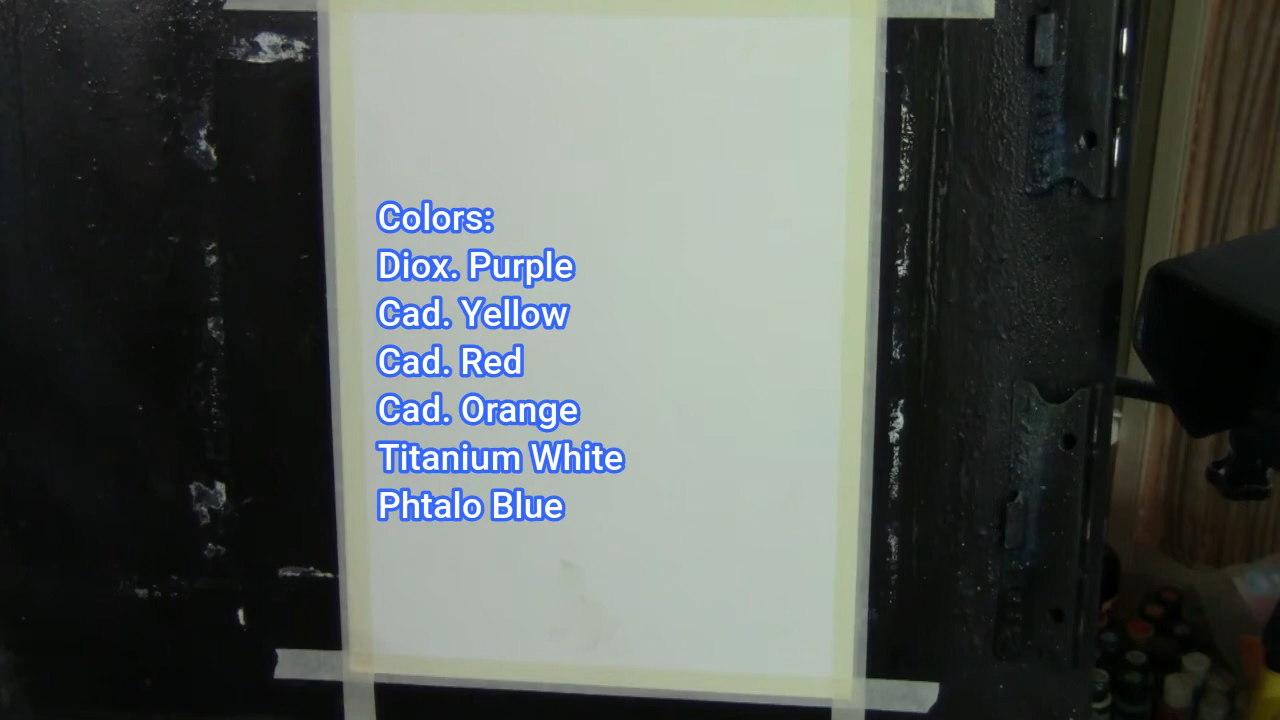 Colors:
Diox. Purple
Cad. Yellow
Cad. Red
Cad. Orange
Titanium White
Phtalo Blue